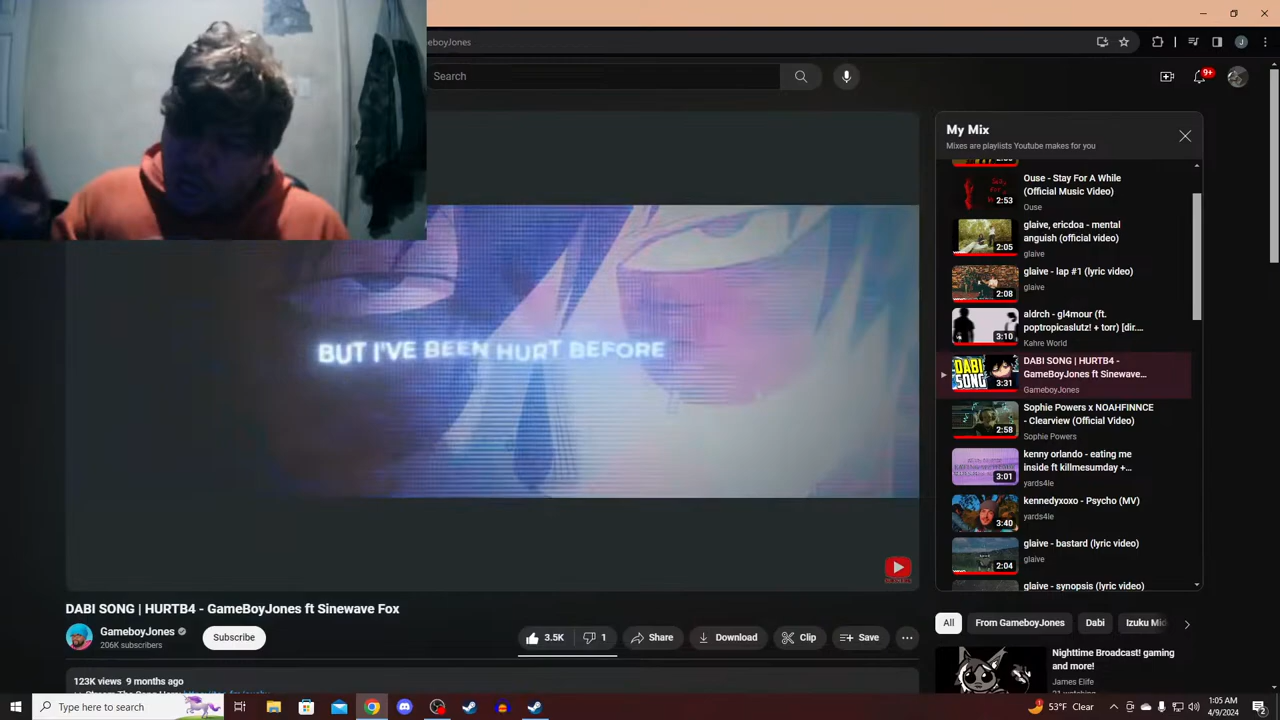 eboyJones
Search
9+
J
My Mix
Mixes are playlists Youtube makes for you
Ouse - Stay For A While
(Official Music Video)
2:53
Ouse
glaive, ericdoa - mental
anguish (official video)
2:05
glaive
glaive - lap #1 (lyric video)
2:08
glaive
aldrch - gl4mour (ft.
poptropicaslutz! + torr) [dir....
3:10
Kahre World
DABI SONG | HURTB4 -
GameBoyJones ft Sinewave...
DABI
SONG
3:31
GameboyJones
Sophie Powers x NOAHFINNCE
- Clearview (Official Video)
2:58
Sophie Powers
kenny orlando - eating me
inside ft killmesumday +...
3:01
yards4le
kennedyxoxo - Psycho (MV)
3:40
yards4le
glaive - bastard (lyric video)
2:04
glaive
glaive - synopsis (lyric video)
BUT I'VE BEEN HURT BEFORE
DABI SONG | HURTB4 - GameBoyJones ft Sinewave Fox
GameboyJones
206K subscribers
Subscribe
3.5K
1
Share
Download
Clip
Save
All
From GameboyJones
Dabi
Izuku Mid
Nighttime Broadcast! gaming
and more!
James Elife
21 watching
123K views 9 months ago
Type here to search
53°F Clear
1:05 AM
4/9/2024
2